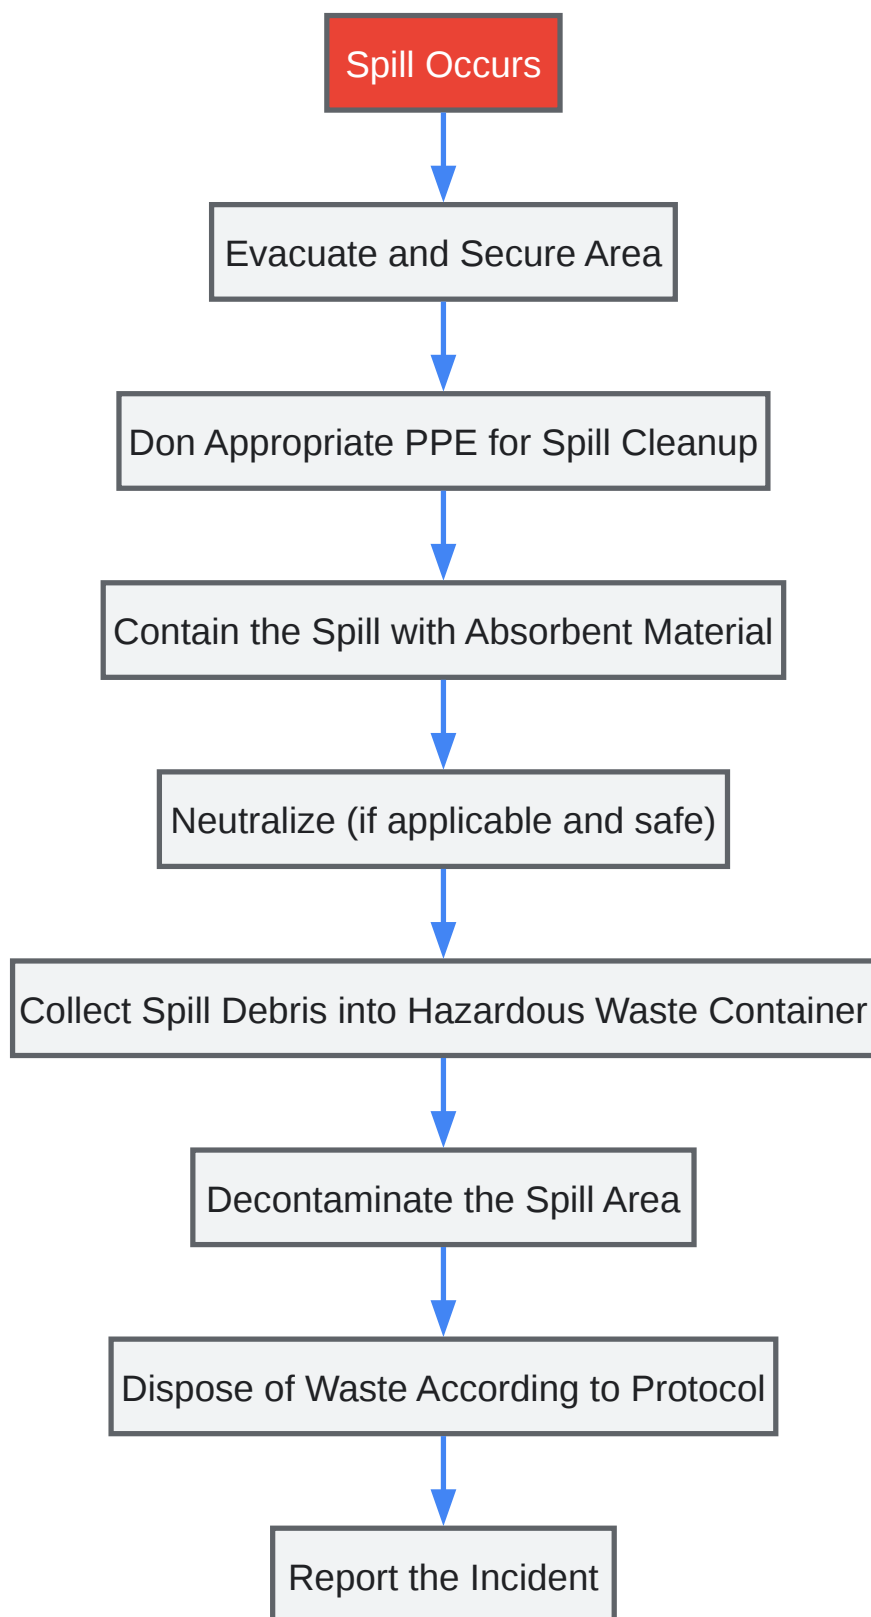 Spill Occurs
Evacuate and Secure Area
Don Appropriate PPE for Spill Cleanup
Contain the Spill with Absorbent Material
Neutralize (if applicable and safe)
Collect Spill Debris into Hazardous Waste Container
Decontaminate the Spill Area
Dispose of Waste According to Protocol
Report the Incident